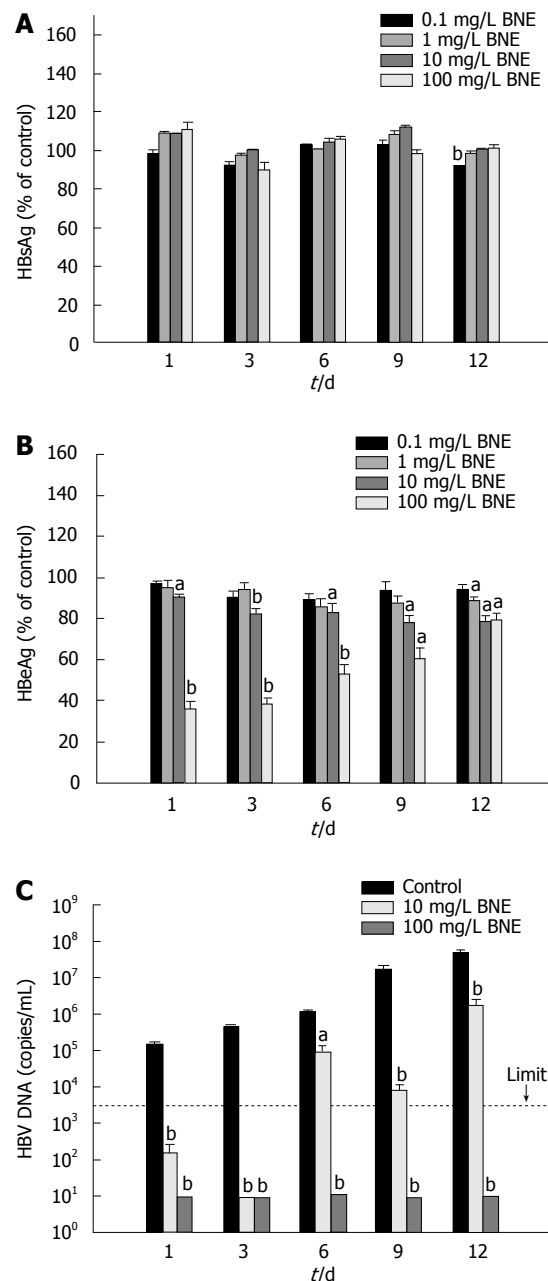 A
0.1 mg/L BNE
1 mg/L BNE
10 mg/L BNE
100 mg/L BNE
HBsAg (% of control)
160
140
120
100
80
60
40
20
0
b
1 3 6 9 12
t/d
B
0.1 mg/L BNE
1 mg/L BNE
10 mg/L BNE
100 mg/L BNE
HBeAg (% of control)
160
140
120
100
80
60
40
20
0
a b b b a b a a a a a
1 3 6 9 12
t/d
C
Control
10 mg/L BNE
100 mg/L BNE
HBV DNA (copies/mL)
10⁹
10⁸
10⁷
10⁶
10⁵
10⁴
10³
10²
10¹
10⁰
Limit
b b b b a b b b b b
1 3 6 9 12
t/d